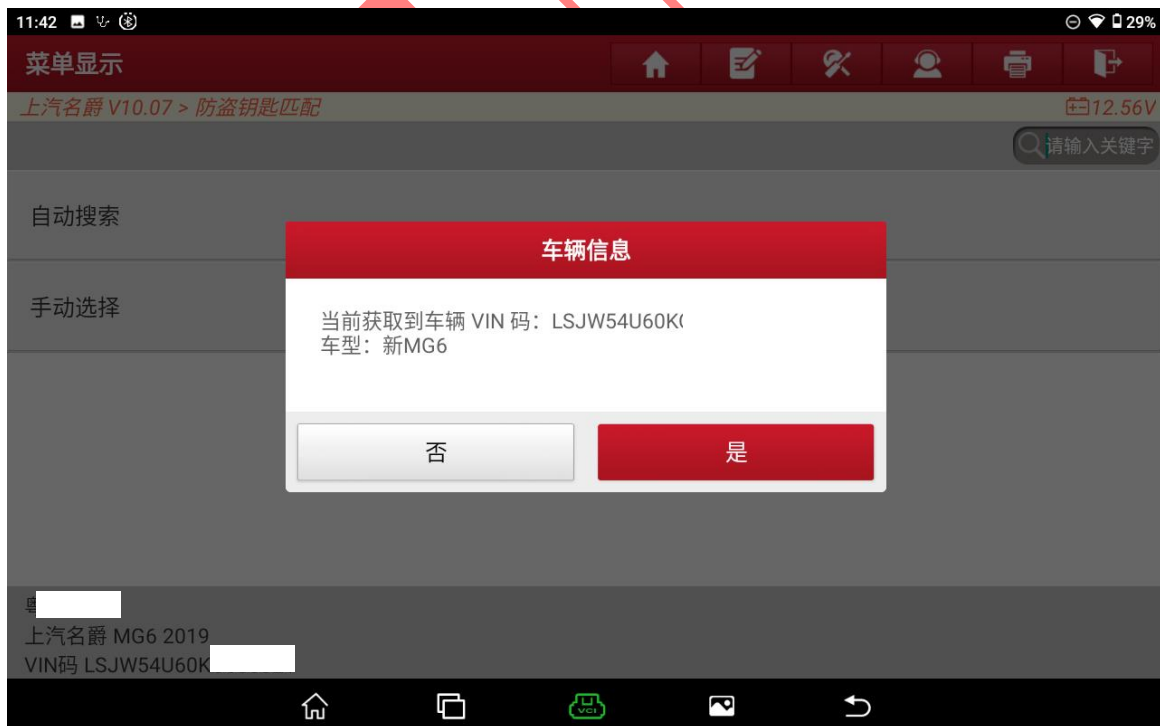 11:42
29%
菜单显示
上汽名爵 V10.07 > 防盗钥匙匹配
12.56V
请输入关键字
自动搜索
车辆信息
手动选择
当前获取到车辆 VIN 码：LSJW54U60K
车型：新MG6
否
是
上汽名爵 MG6 2019
VIN码 LSJW54U60K
VCI